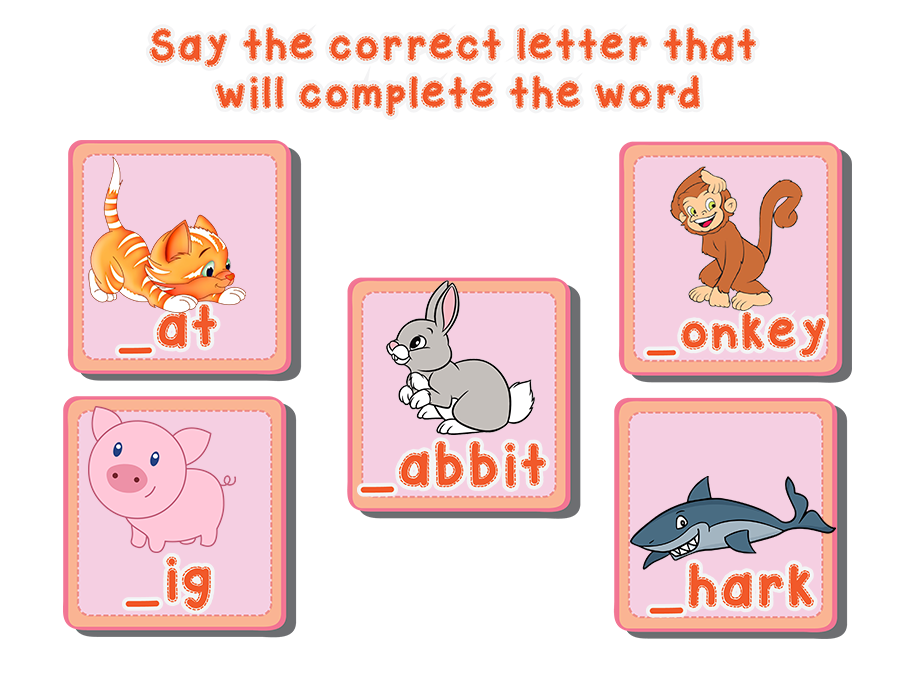 Say the correct letter that
will complete the word
_at
_onkey
_abbit
_ig
_hark